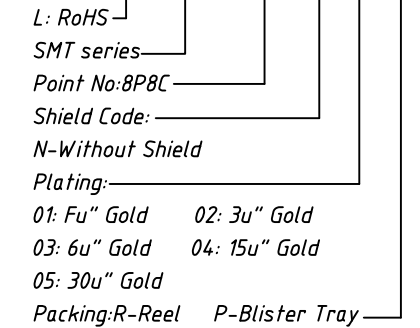 L: RoHS
SMT series
Point No:8P8C
Shield Code:
N-Without Shield
Plating:
01: Fu" Gold 02: 3u" Gold
03: 6u" Gold 04: 15u" Gold
05: 30u" Gold
Packing:R-Reel P-Blister Tray